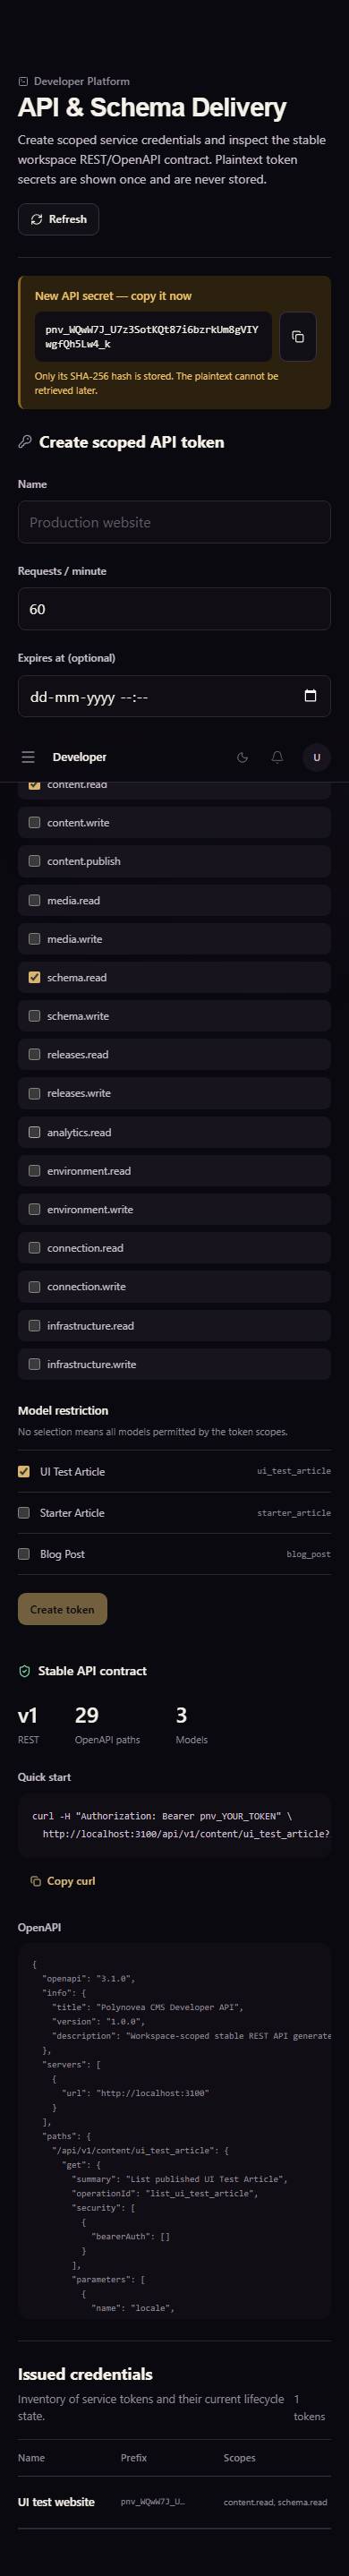 Developer Platform
API & Schema Delivery
Create scoped service credentials and inspect the stable
workspace REST/OpenAPI contract. Plaintext token
secrets are shown once and are never stored.
Refresh
New API secret — copy it now
pnv_WQwW7J_U7z3SotKQt87i6bzrkUm8gVIY
wgfQh5Lw4_k
Only its SHA-256 hash is stored. The plaintext cannot be
retrieved later.
Create scoped API token
Name
Production website
Requests / minute
60
Expires at (optional)
dd-mm-yyyy --:--
Developer
U
content.read
content.write
content.publish
media.read
media.write
schema.read
schema.write
releases.read
releases.write
analytics.read
environment.read
environment.write
connection.read
connection.write
infrastructure.read
infrastructure.write
Model restriction
No selection means all models permitted by the token scopes.
UI Test Article ui_test_article
Starter Article starter_article
Blog Post blog_post
Create token
Stable API contract
v1 29 3
REST OpenAPI paths Models
Quick start
curl -H "Authorization: Bearer pnv_YOUR_TOKEN" \
http://localhost:3100/api/v1/content/ui_test_article?
Copy curl
OpenAPI
{
"openapi": "3.1.0",
"info": {
"title": "Polynovea CMS Developer API",
"version": "1.0.0",
"description": "Workspace-scoped stable REST API generate
},
"servers": [
{
"url": "http://localhost:3100"
}
],
"paths": {
"/api/v1/content/ui_test_article": {
"get": {
"summary": "List published UI Test Article",
"operationId": "list_ui_test_article",
"security": [
{
"bearerAuth": []
}
],
"parameters": [
{
"name": "locale",
Issued credentials
Inventory of service tokens and their current lifecycle 1
state. tokens
Name Prefix Scopes
UI test website pnv_WQwW7J_U… content.read, schema.read